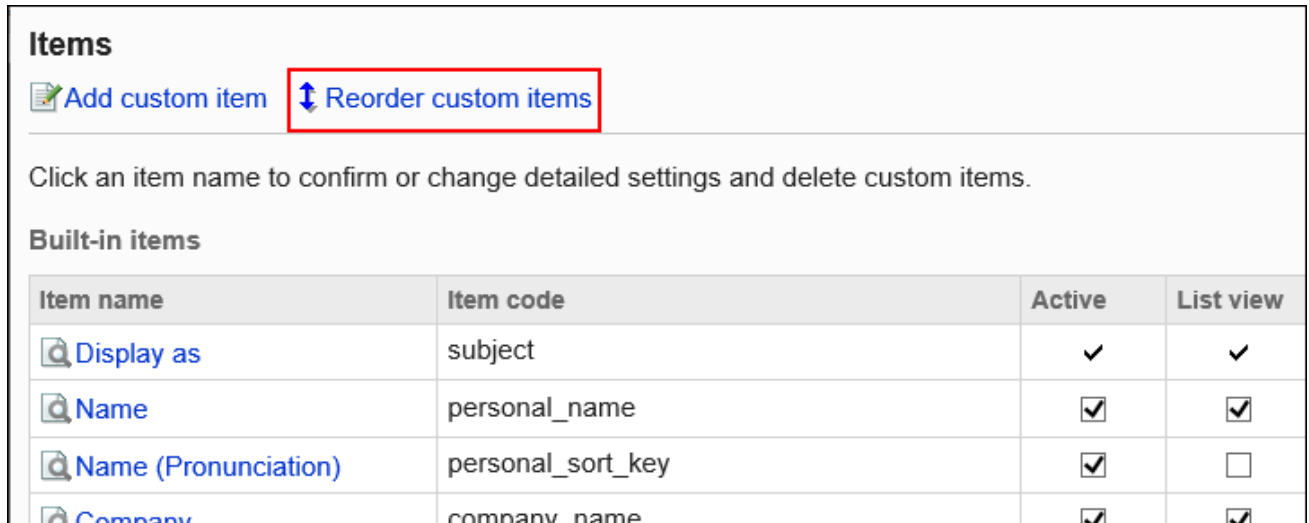 Items
Add custom item Reorder custom items
Click an item name to confirm or change detailed settings and delete custom items.
Built-in items
Item name Item code Active List view
Display as subject
Name personal_name
Name (Pronunciation) personal_sort_key
Company company_name